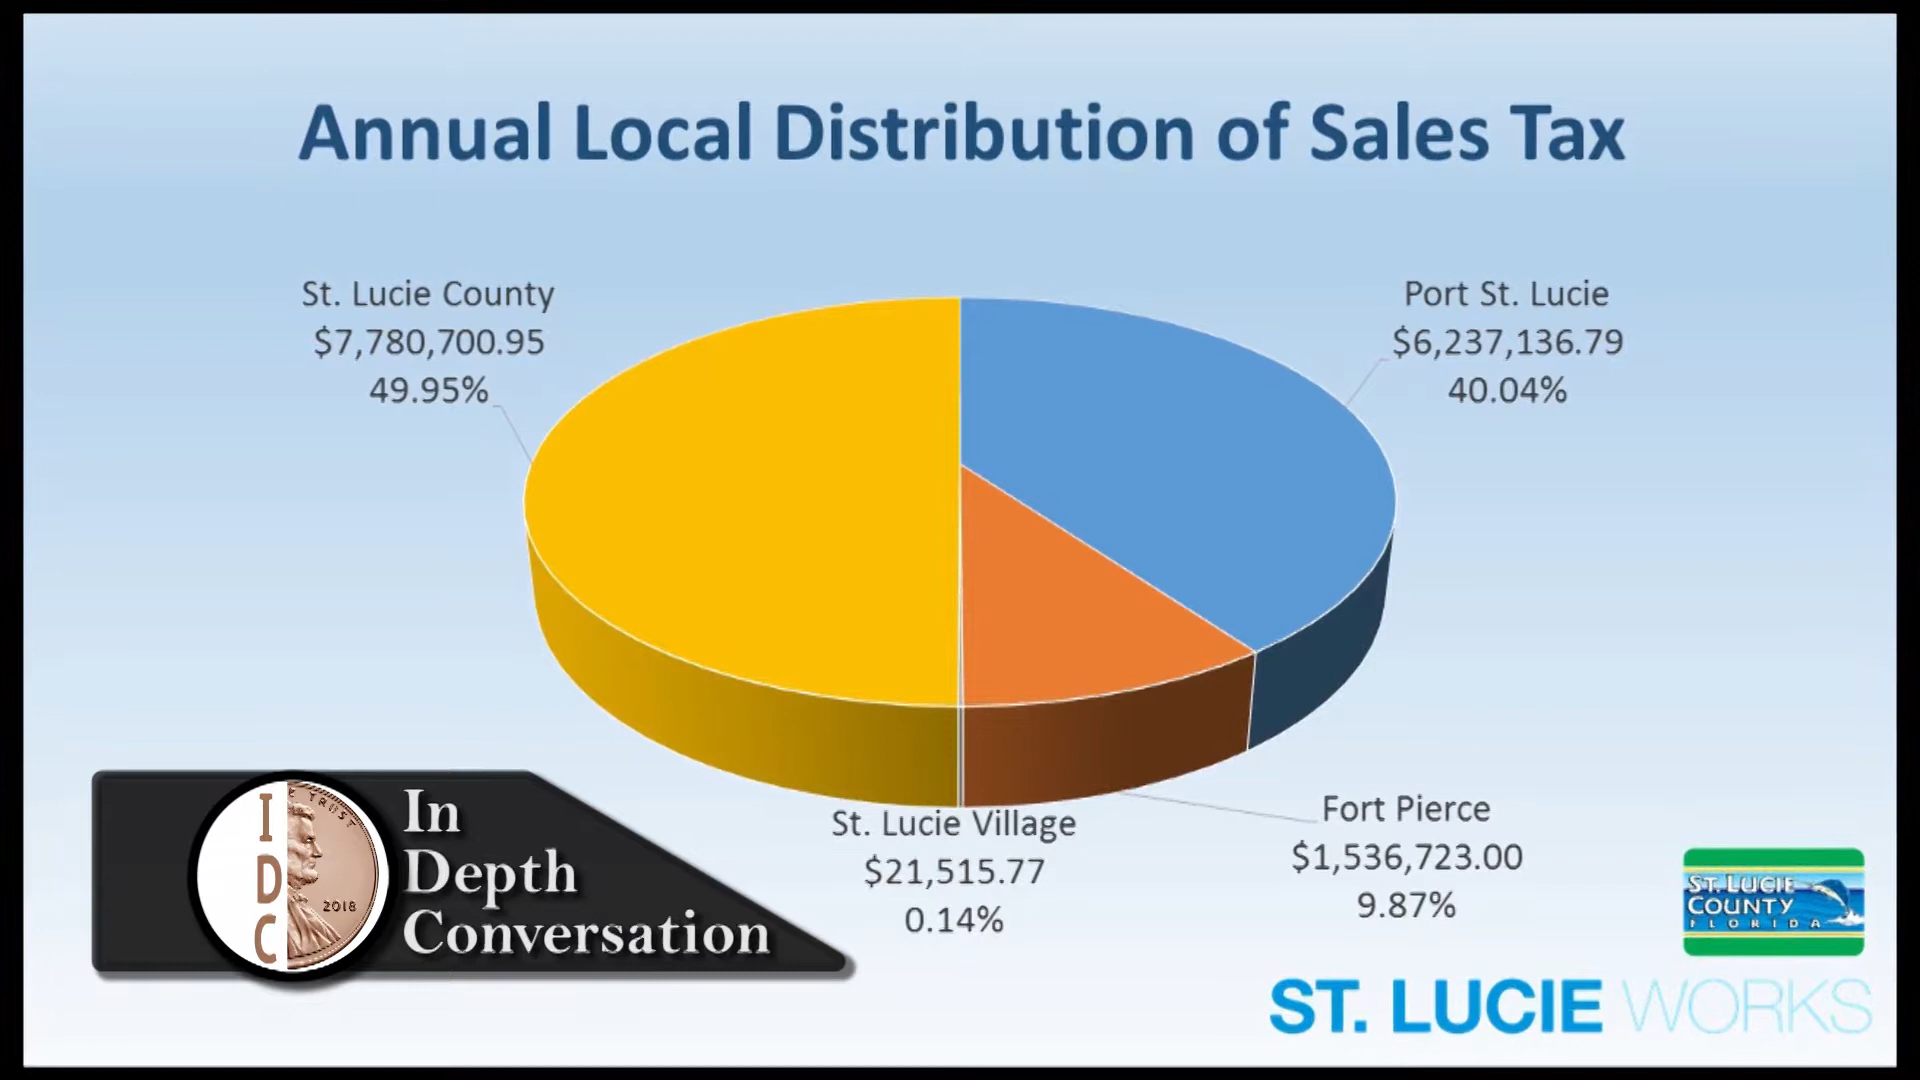 Annual Local Distribution of Sales Tax
St. Lucie County
$7,780,700.95
49.95%
Port St. Lucie
$6,237,136.79
40.04%
St. Lucie Village
$21,515.77
0.14%
Fort Pierce
$1,536,723.00
9.87%
I
D
C
TRUST
2018
In
Depth
Conversation
ST. LUCIE
COUNTY
FLORIDA
ST. LUCIE WORKS